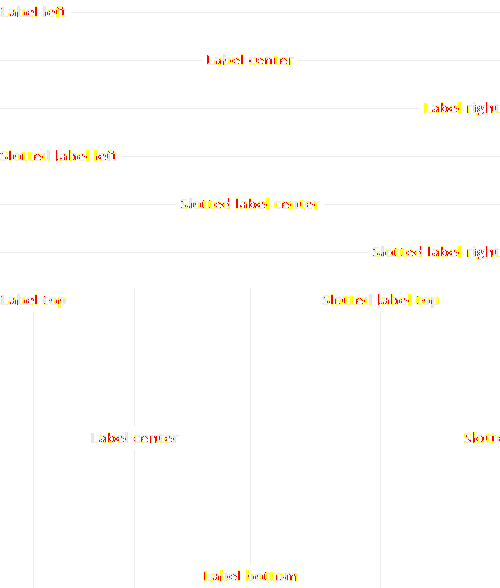 Label left
Label center
Label right
Slotted label left
Slotted label center
Slotted label right
Label top
Slotted label top
Label center
Label bottom